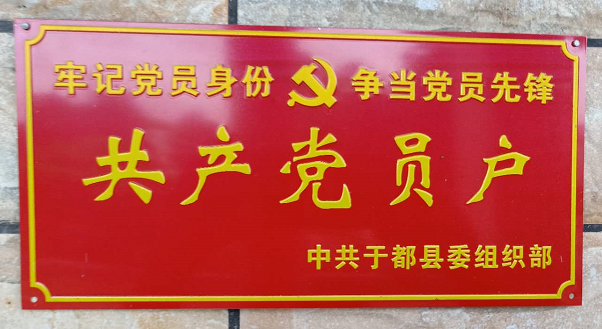 牢记党员身份 争当党员先锋
共产党员户
中共于都县委组织部